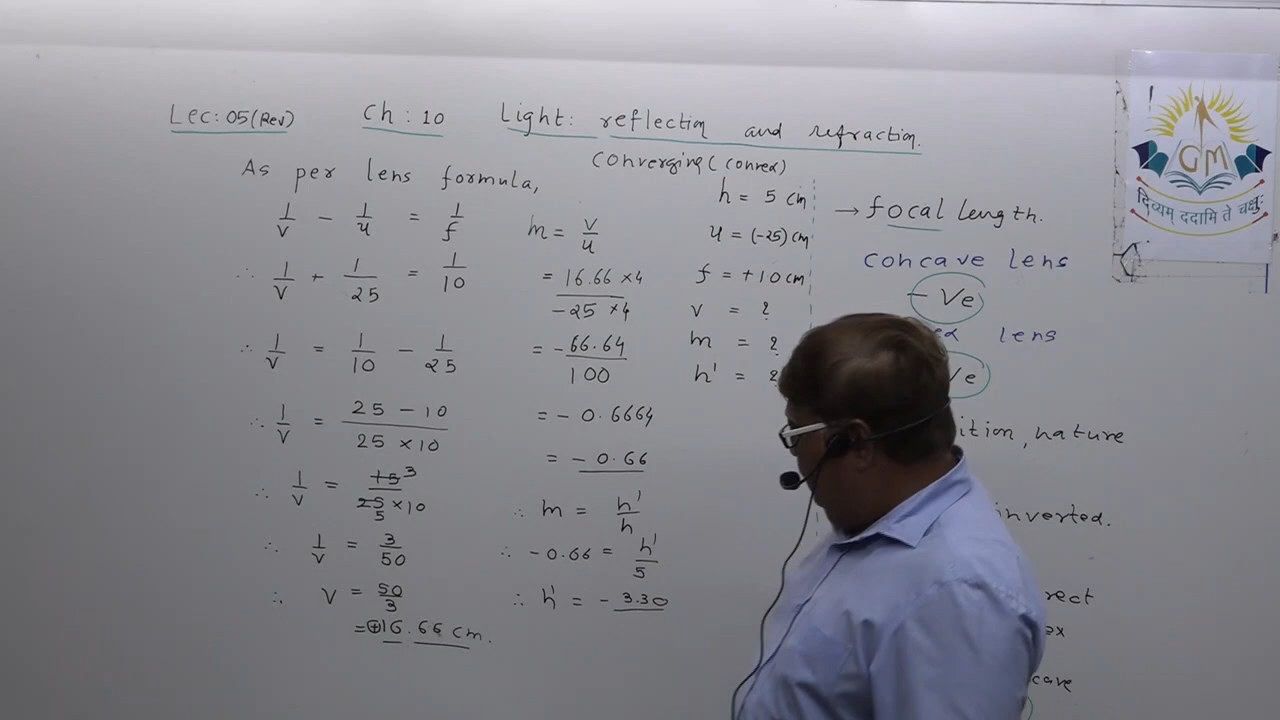 Lec: 05 (Rev) Ch: 10 Light: reflection and refraction.
As per lens formula,
1/v - 1/u = 1/f
∴ 1/v + 1/25 = 1/10
∴ 1/v = 1/10 - 1/25
∴ 1/v = 25 - 10 / 25 × 10
∴ 1/v = 15 3 / 25 5 × 10
∴ 1/v = 3/50
∴ v = 50/3
= +16.66 cm.
m = v/u
= 16.66 × 4 / -25 × 4
= -66.64 / 100
= - 0.6664
= - 0.66
∴ m = h'/h
∴ -0.66 = h'/5
∴ h' = - 3.30
Converging (convex)
h = 5 cm
u = (-25) cm
f = +10 cm
v = ?
m = ?
h' = ?
→ focal length.
concave lens
- Ve
lens
Ve
nature
inverted.
GM
दिव्यम् ददामि ते चक्षुः